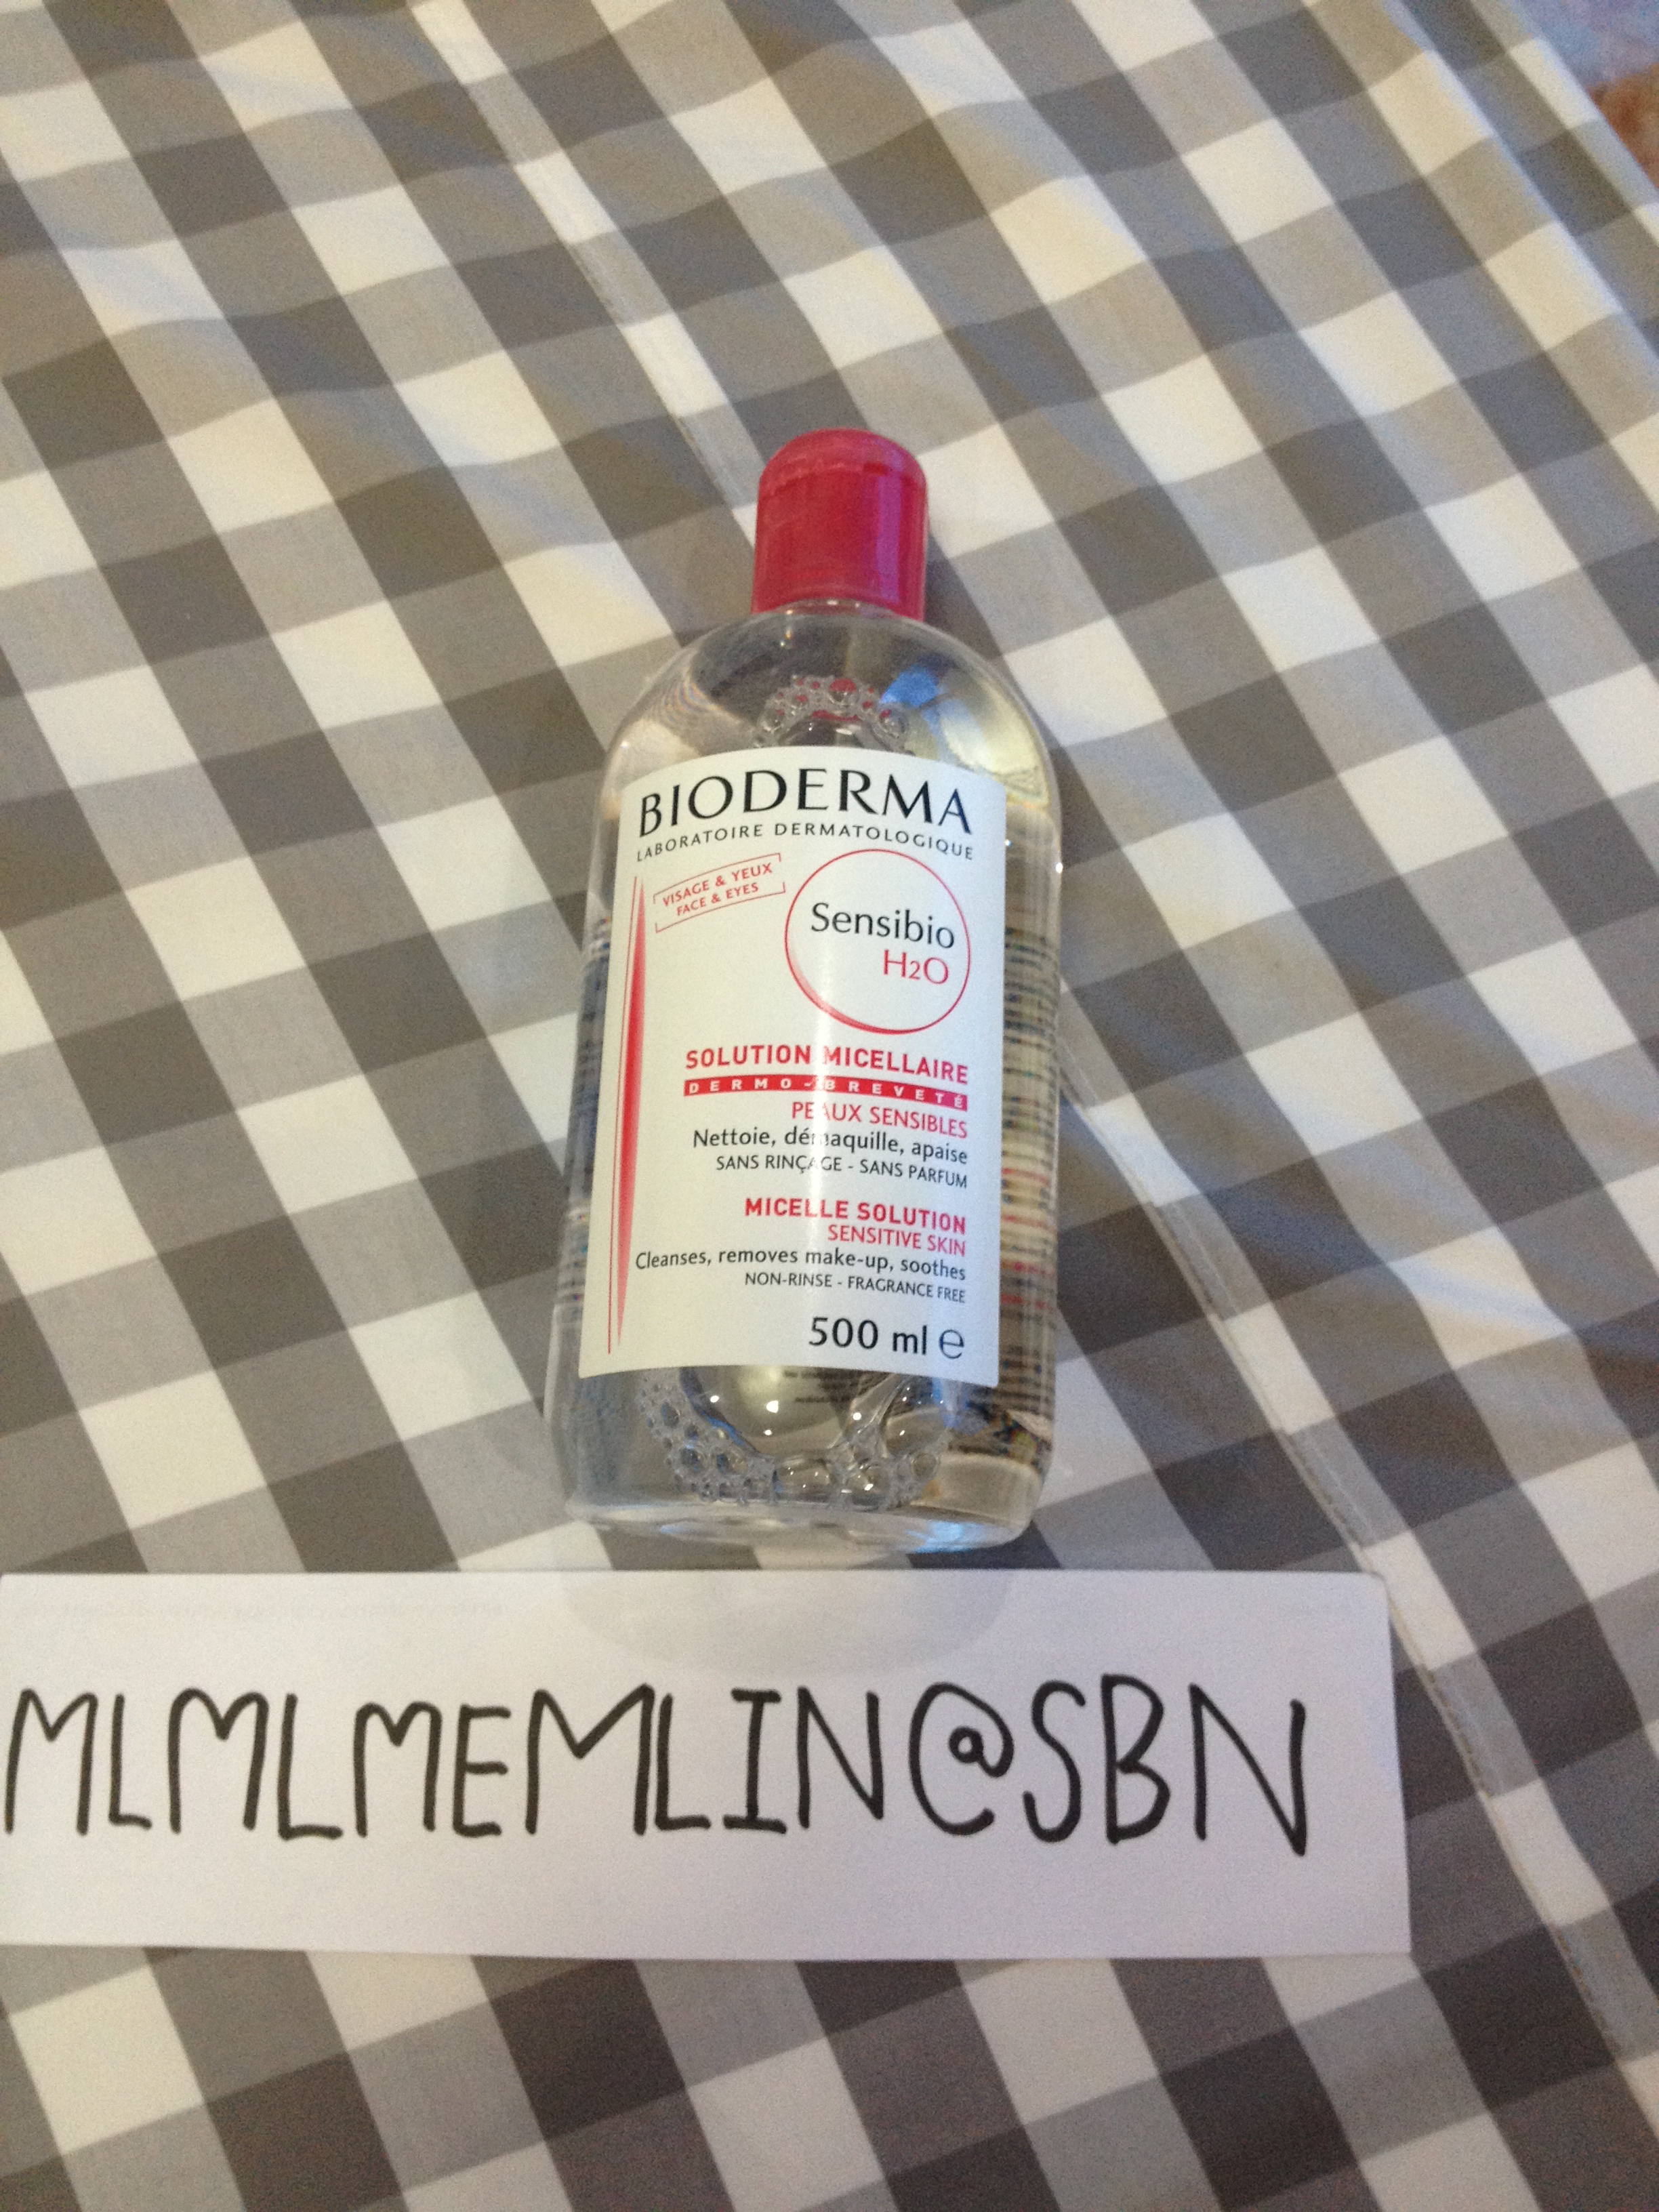 BIODERMA
LABORATOIRE DERMATOLOGIQUE
VISAGE & YEUX
FACE & EYES
Sensibio
H2O
SOLUTION MICELLAIRE
DERMO-BREVETÉ
PEAUX SENSIBLES
Nettoie, démaquille, apaise
SANS RINÇAGE - SANS PARFUM
MICELLE SOLUTION
SENSITIVE SKIN
Cleanses, removes make-up, soothes
NON-RINSE - FRAGRANCE FREE
500 ml e
MLMLMEMLIN@SBN